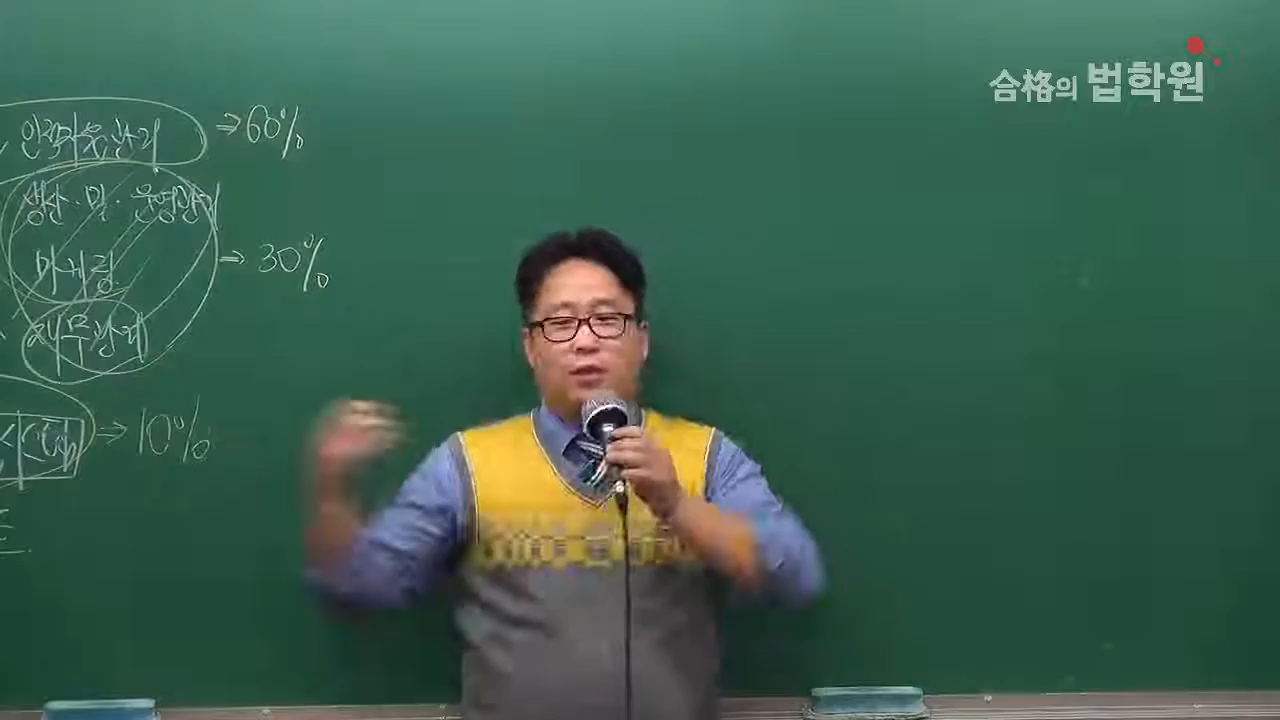 合格의 법학원
인적자원관리 ⇒ 60%
생산·및·운영관리
마케팅 ⇒ 30%
재무관리
⇒ 10%